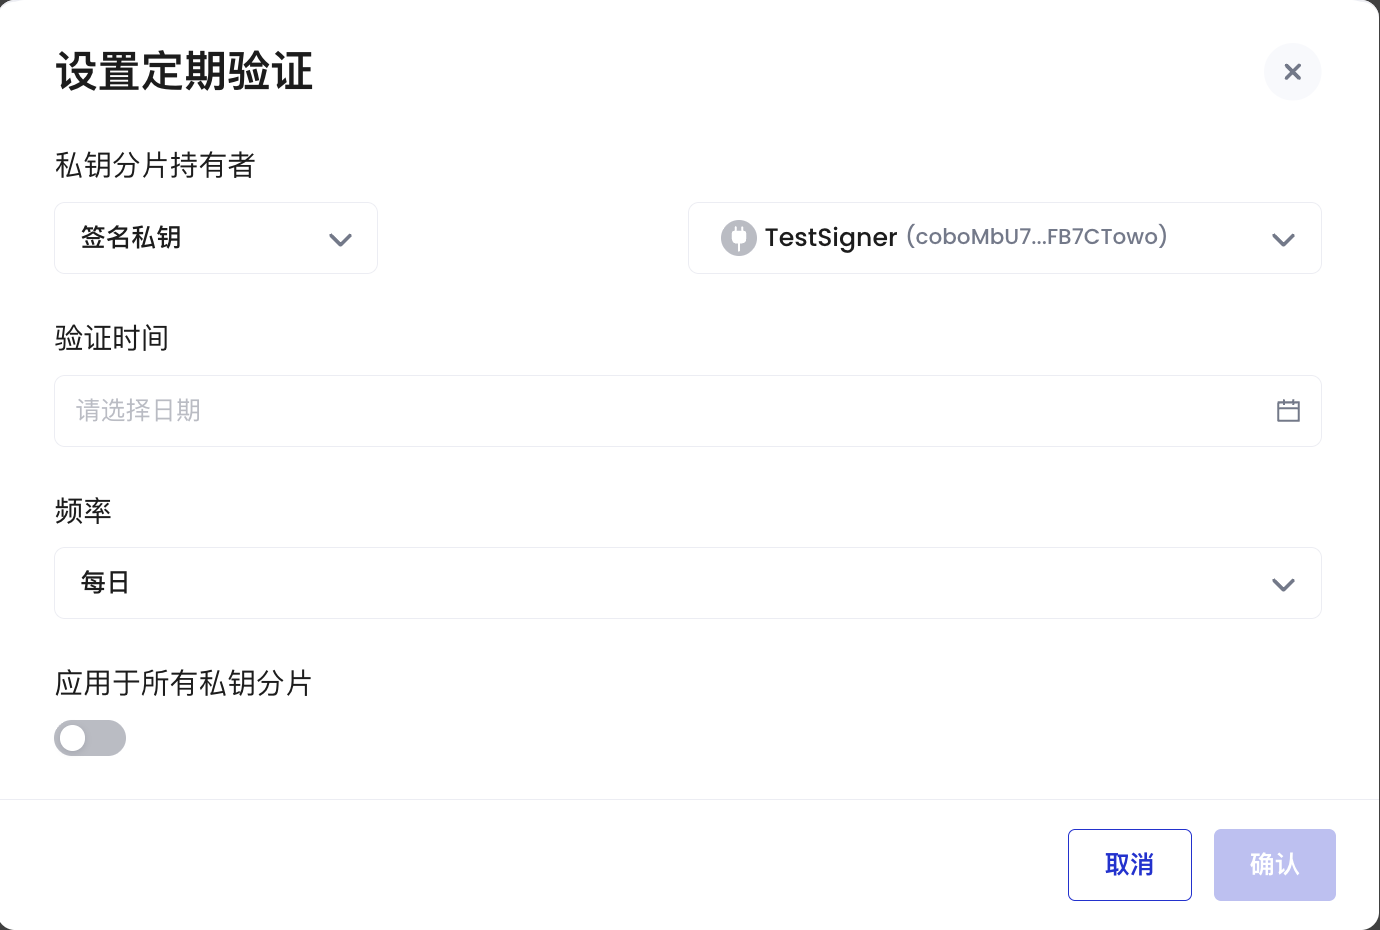 设置定期验证
私钥分片持有者
签名私钥
TestSigner (coboMbU7...FB7CTowo)
验证时间
请选择日期
频率
每日
应用于所有私钥分片
取消
确认